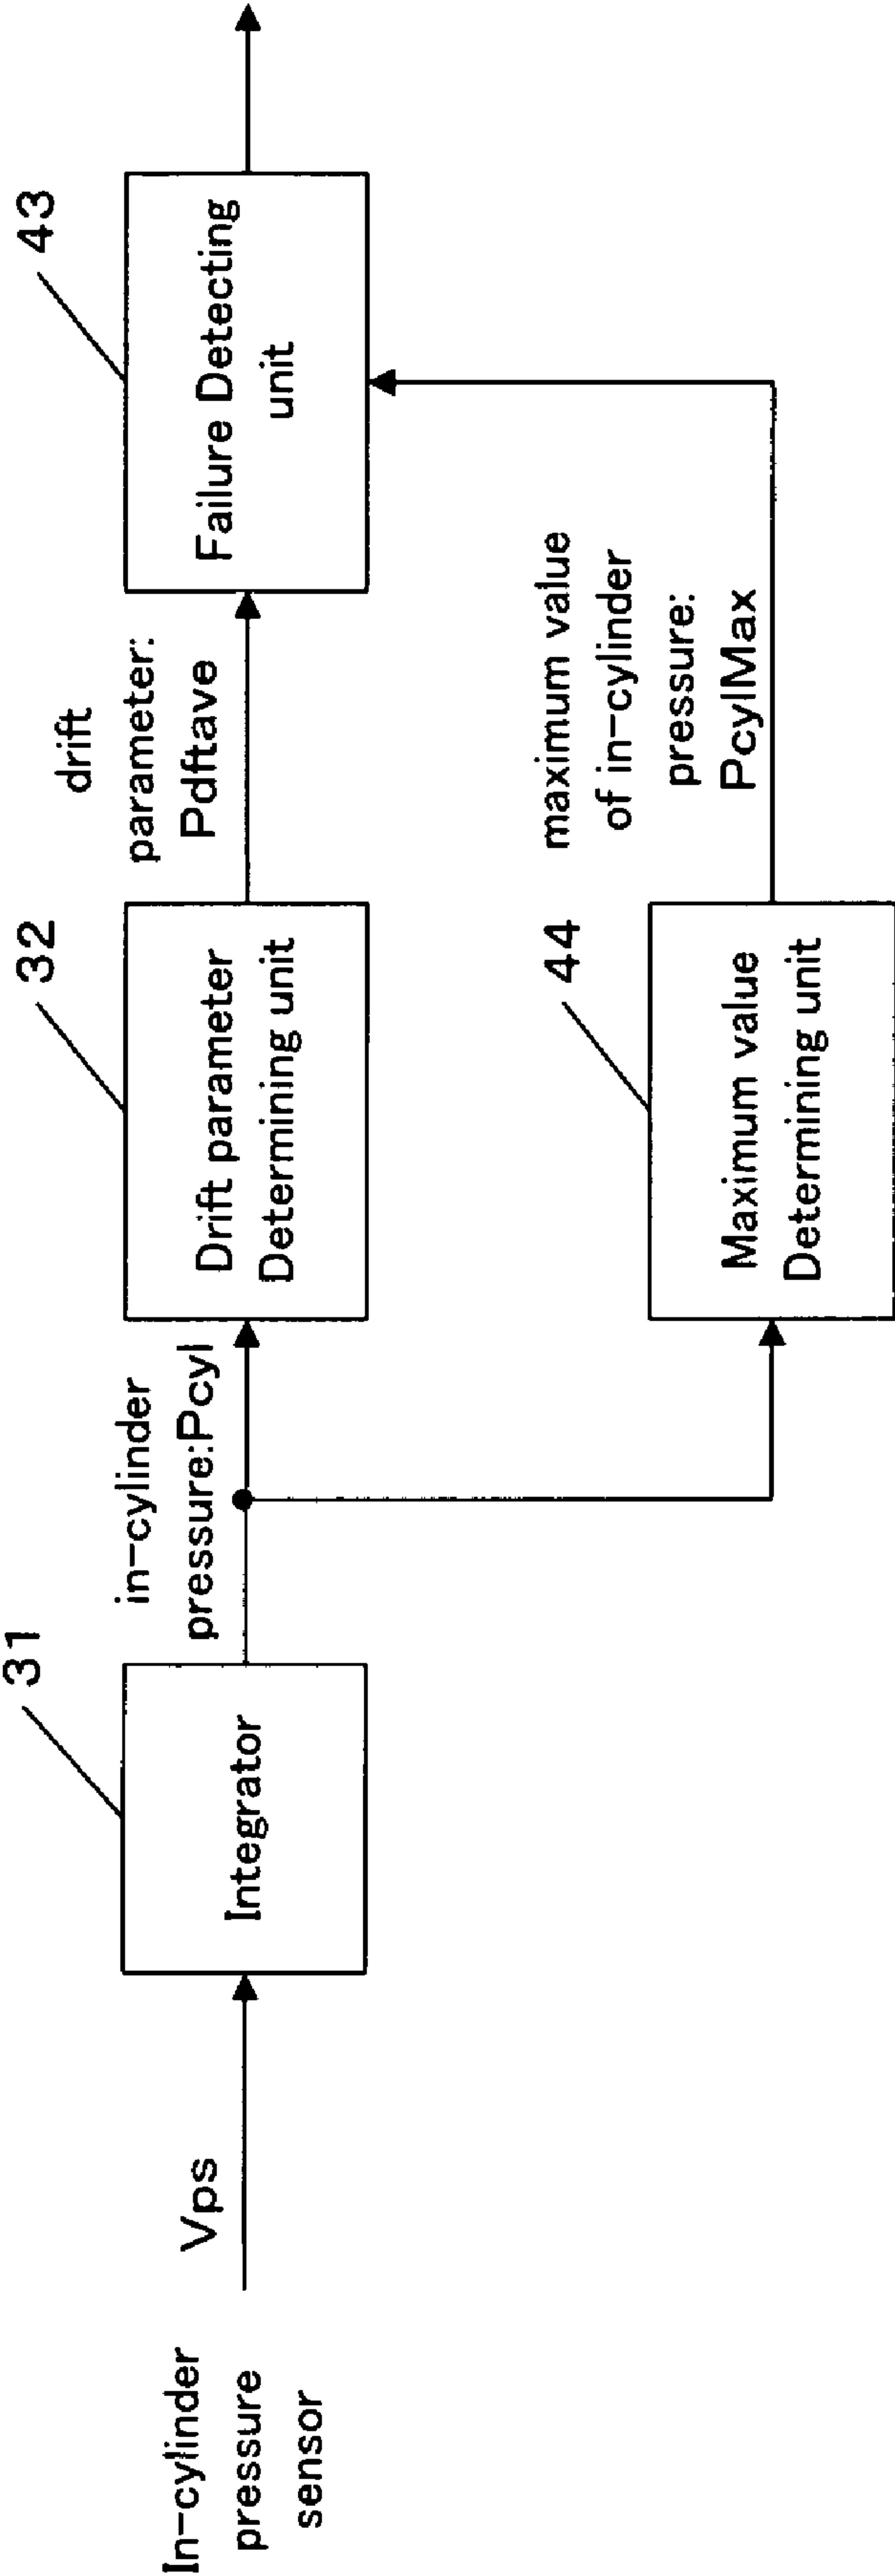 In-cylinder
pressure
sensor
Vps
31
Integrator
in-cylinder
pressure:Pcyl
32
Drift parameter
Determining unit
drift
parameter:
Pdftave
43
Failure Detecting
unit
44
Maximum value
Determining unit
maximum value
of in-cylinder
pressure:
PcylMax